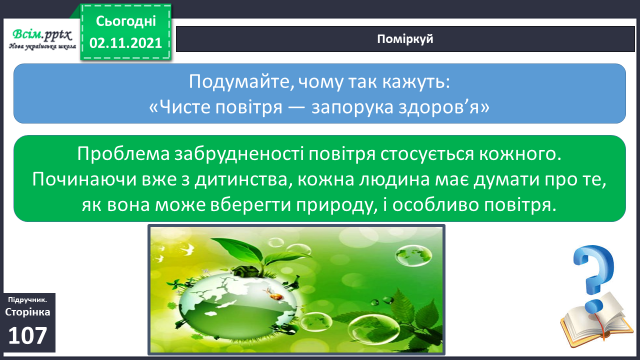 Всім.pptx
Нова українська школа
Сьогодні
02.11.2021
Поміркуй
Подумайте, чому так кажуть:
«Чисте повітря — запорука здоров’я»
Проблема забрудненості повітря стосується кожного.
Починаючи вже з дитинства, кожна людина має думати про те,
як вона може вберегти природу, і особливо повітря.
Підручник.
Сторінка
107